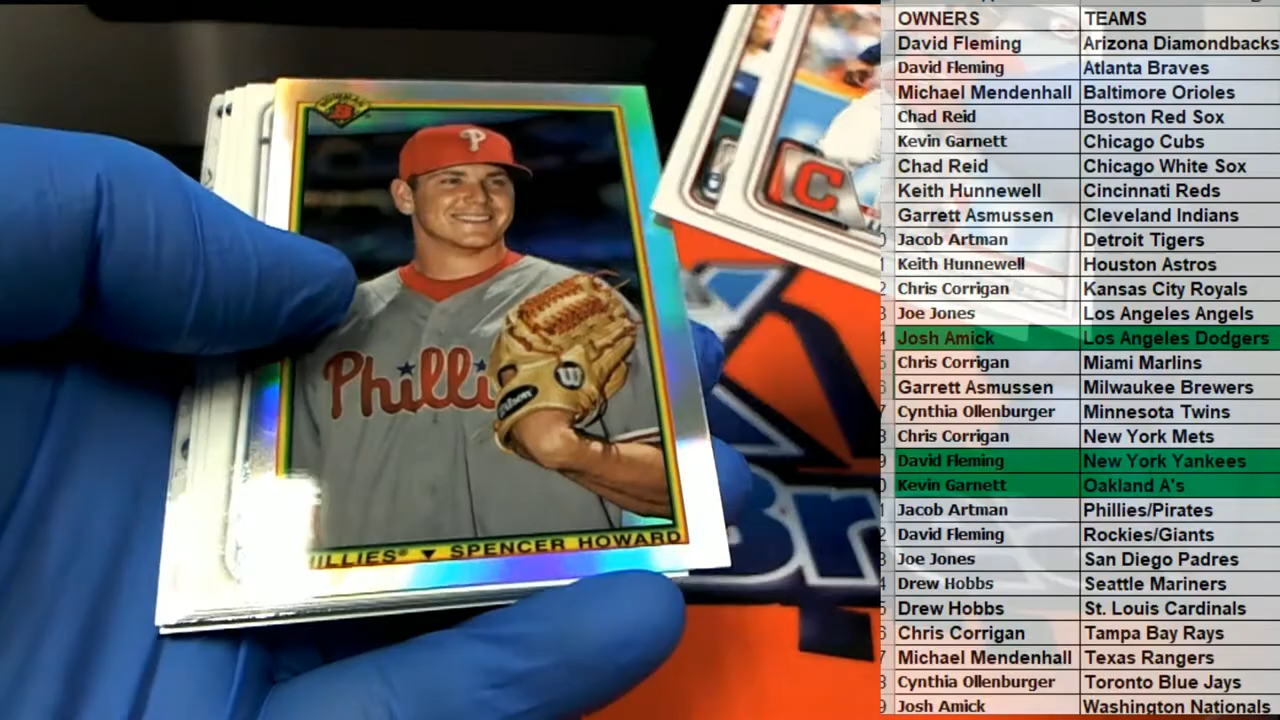 OWNERS TEAMS
David Fleming Arizona Diamondbacks
David Fleming Atlanta Braves
Michael Mendenhall Baltimore Orioles
Chad Reid Boston Red Sox
Kevin Garnett Chicago Cubs
Chad Reid Chicago White Sox
Keith Hunnewell Cincinnati Reds
Garrett Asmussen Cleveland Indians
Jacob Artman Detroit Tigers
Keith Hunnewell Houston Astros
Chris Corrigan Kansas City Royals
Joe Jones Los Angeles Angels
Josh Amick Los Angeles Dodgers
Chris Corrigan Miami Marlins
Garrett Asmussen Milwaukee Brewers
Cynthia Ollenburger Minnesota Twins
Chris Corrigan New York Mets
David Fleming New York Yankees
Kevin Garnett Oakland A's
Jacob Artman Phillies/Pirates
David Fleming Rockies/Giants
Joe Jones San Diego Padres
Drew Hobbs Seattle Mariners
Drew Hobbs St. Louis Cardinals
Chris Corrigan Tampa Bay Rays
Michael Mendenhall Texas Rangers
Cynthia Ollenburger Toronto Blue Jays
Josh Amick Washington Nationals
P
Philli
Wilson
W
ILLIES ▼ SPENCER HOWARD
C
Br